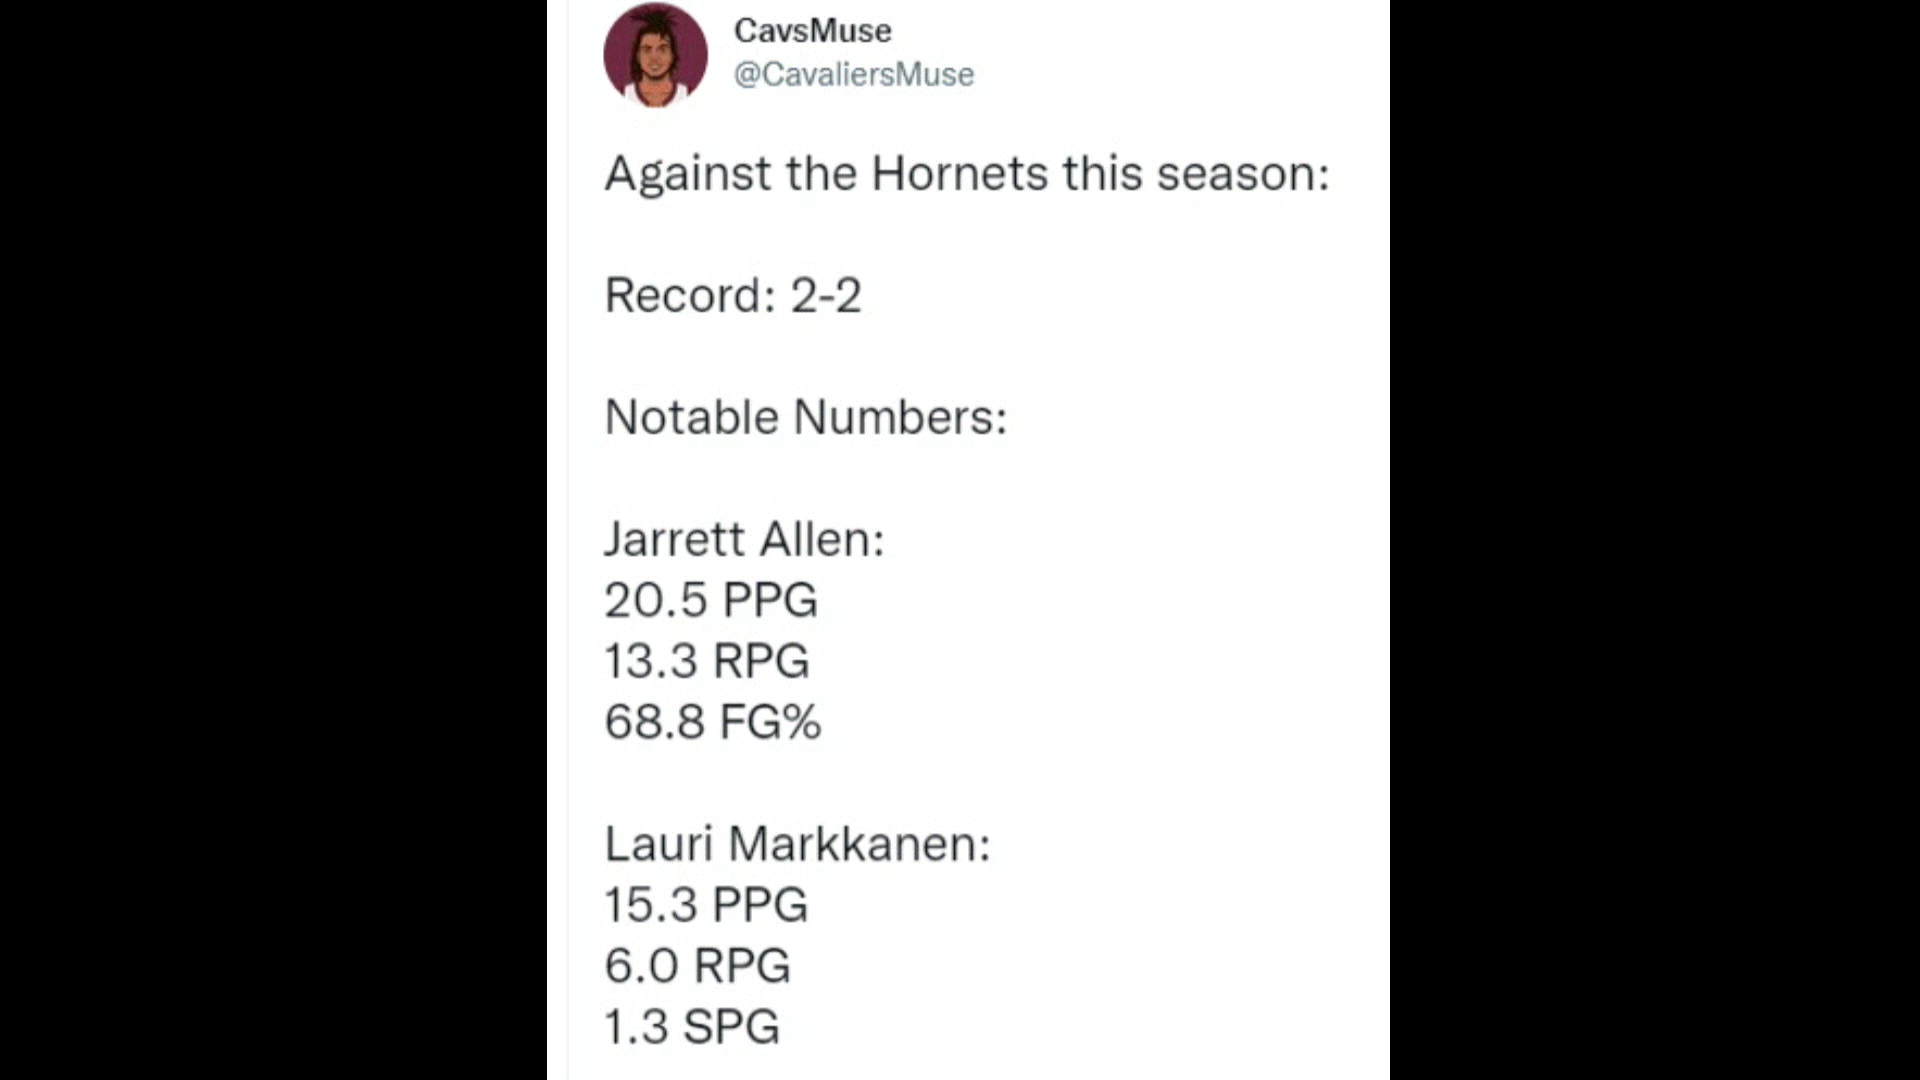 CavsMuse
@CavaliersMuse
Against the Hornets this season:
Record: 2-2
Notable Numbers:
Jarrett Allen:
20.5 PPG
13.3 RPG
68.8 FG%
Lauri Markkanen:
15.3 PPG
6.0 RPG
1.3 SPG